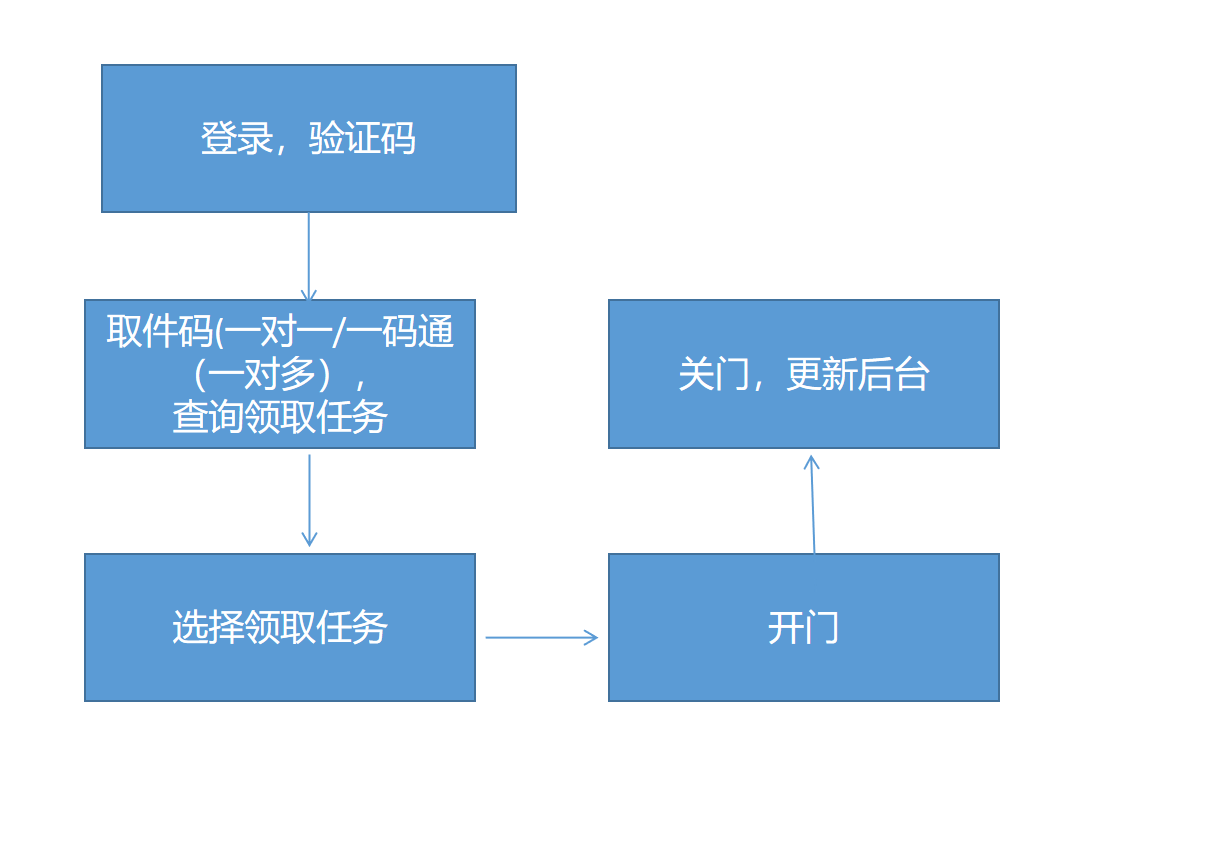 登录，验证码
取件码(一对一/一码通
（一对多），
查询领取任务
选择领取任务
开门
关门，更新后台